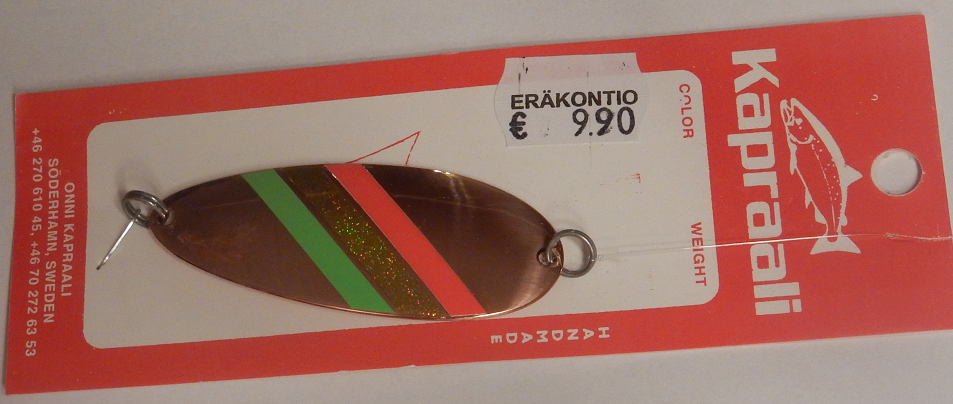 Kapraali
COLOR
WEIGHT
ERÄKONTIO
€ 9.90
HANDMADE
ONNI KAPRAALI
SÖDERHAMN, SWEDEN
+46 270 610 45, +46 70 272 63 53